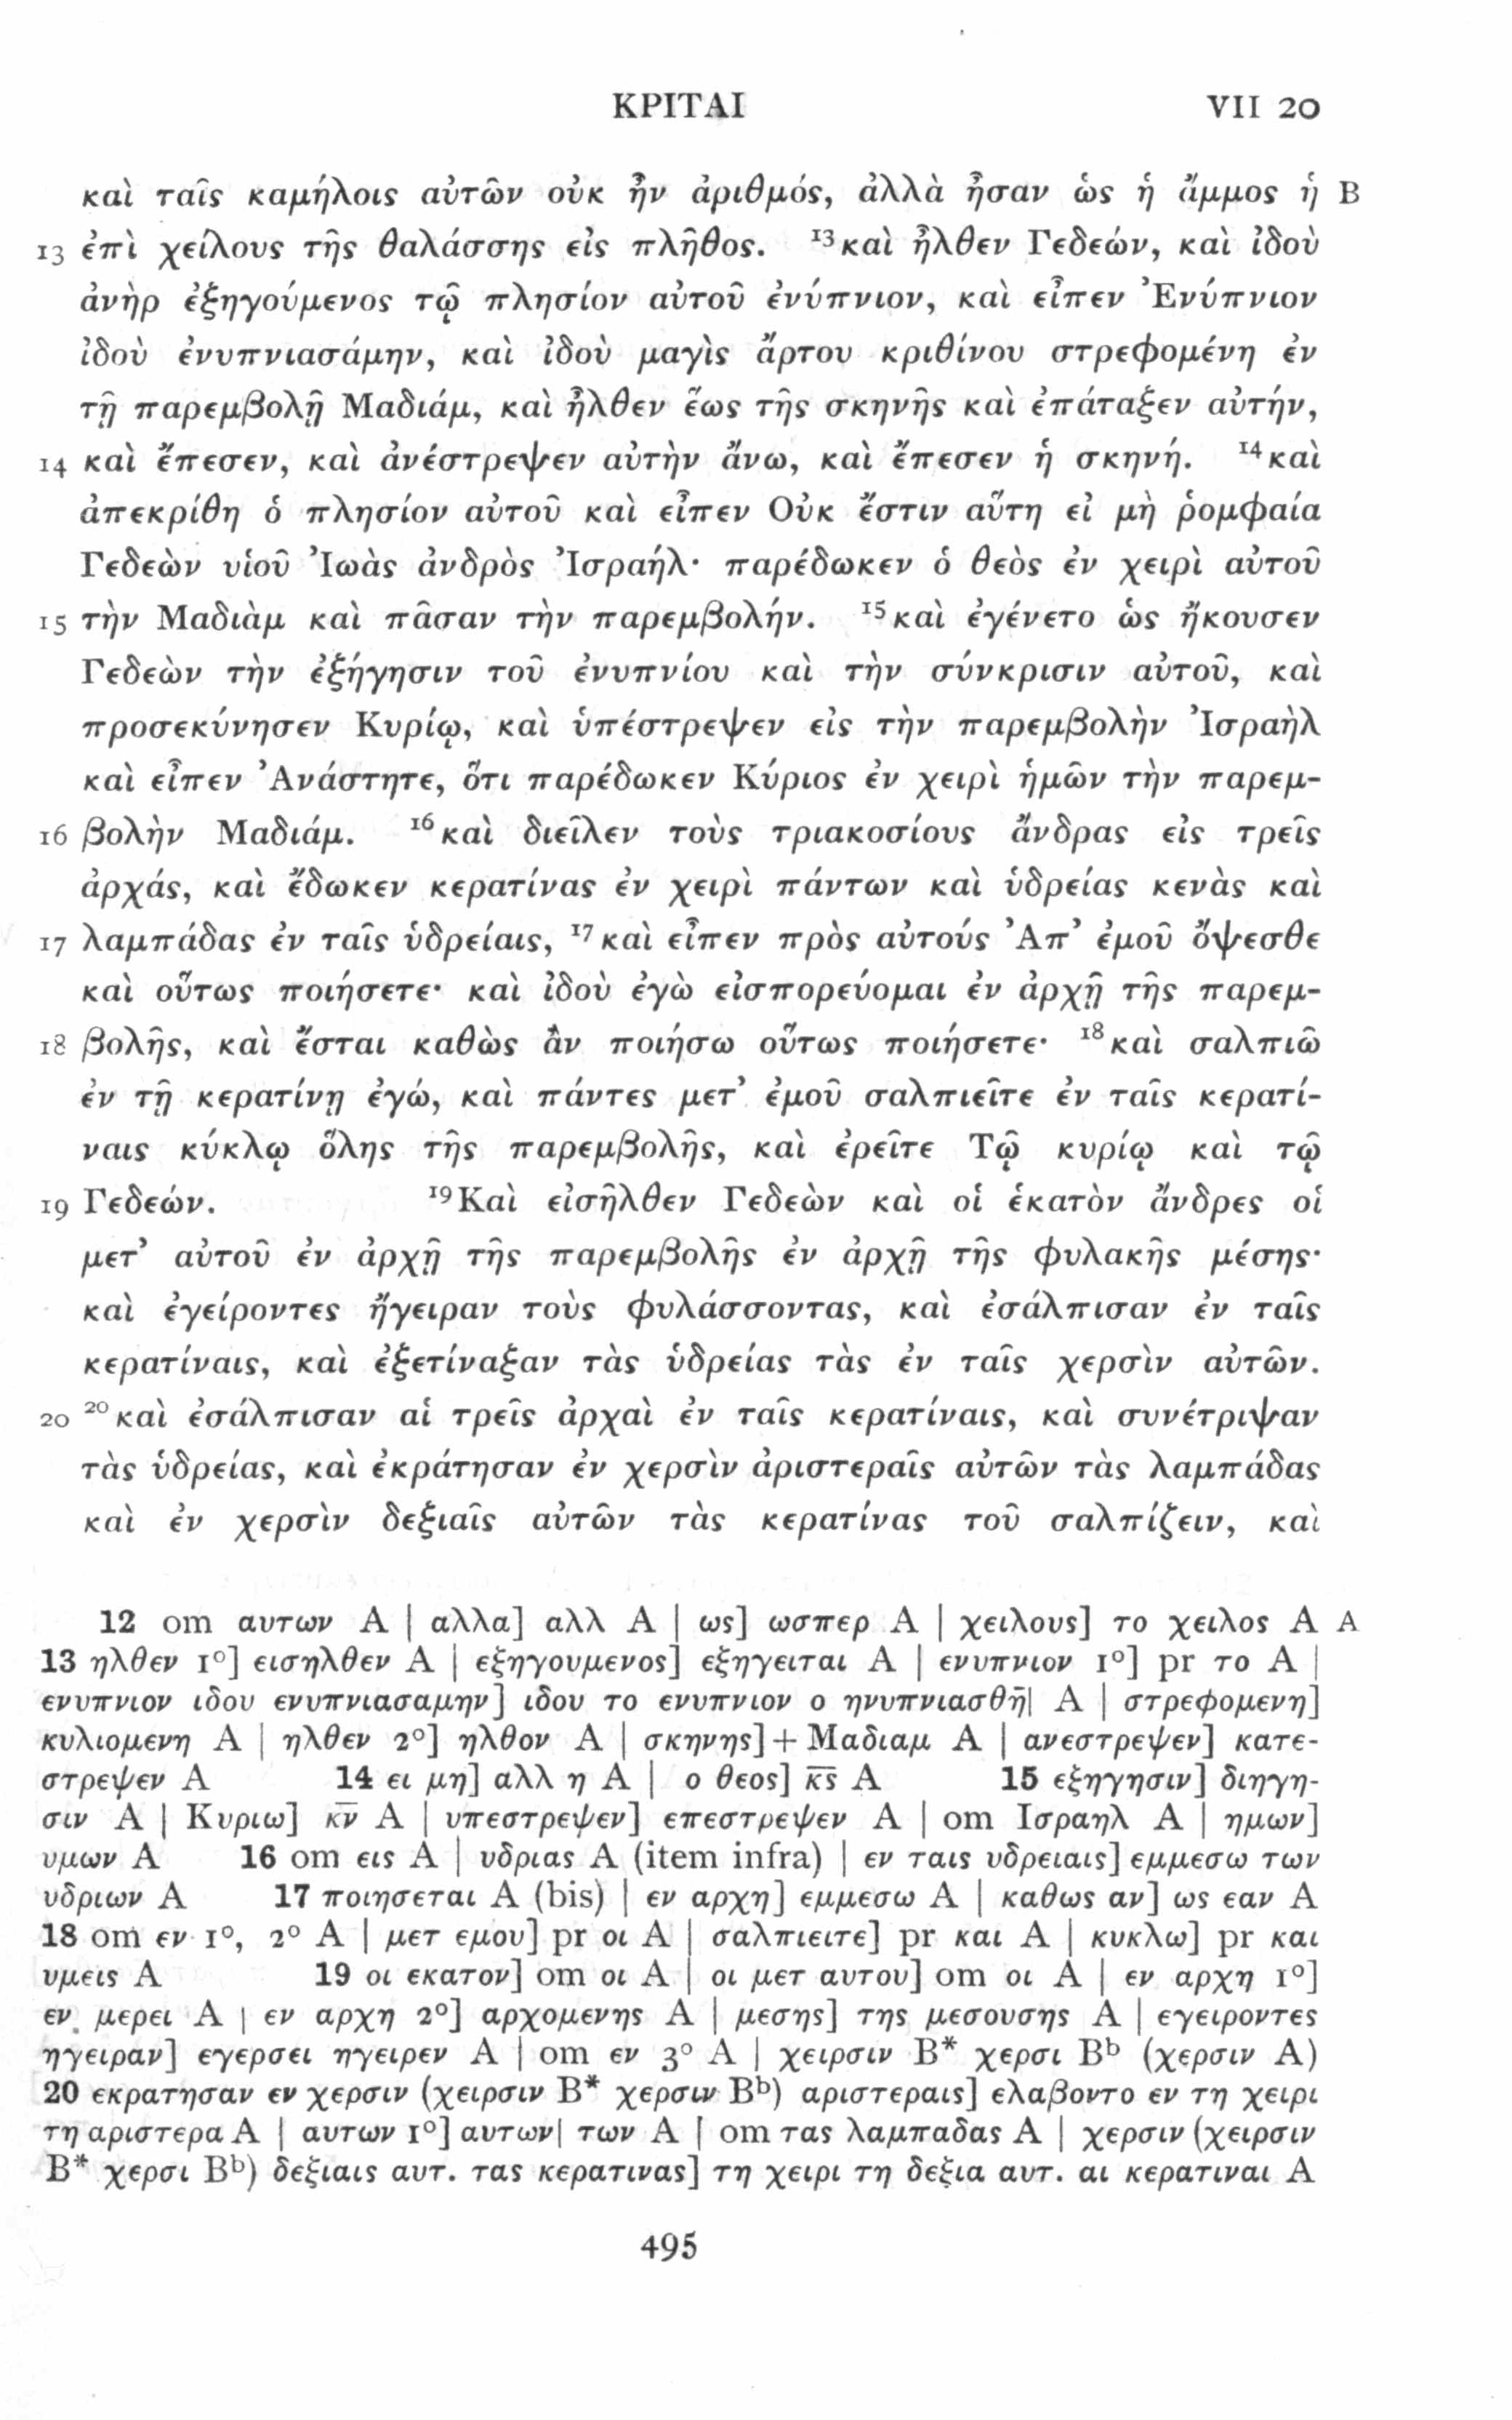 ΚΡΙΤΑΙ VII 20
καὶ ταῖς καμήλοις αὐτῶν οὐκ ἦν ἀριθμός, ἀλλὰ ἦσαν ὡς ἡ ἄμμος ἡ B
13 ἐπὶ χείλους τῆς θαλάσσης εἰς πλῆθος. ¹³καὶ ἦλθεν Γεδεών, καὶ ἰδοὺ
ἀνὴρ ἐξηγούμενος τῷ πλησίον αὐτοῦ ἐνύπνιον, καὶ εἶπεν Ἐνύπνιον
ἰδοὺ ἐνυπνιασάμην, καὶ ἰδοὺ μαγὶς ἄρτου κριθίνου στρεφομένη ἐν
τῇ παρεμβολῇ Μαδιάμ, καὶ ἦλθεν ἕως τῆς σκηνῆς καὶ ἐπάταξεν αὐτήν,
14 καὶ ἔπεσεν, καὶ ἀνέστρεψεν αὐτὴν ἄνω, καὶ ἔπεσεν ἡ σκηνή. ¹⁴καὶ
ἀπεκρίθη ὁ πλησίον αὐτοῦ καὶ εἶπεν Οὐκ ἔστιν αὕτη εἰ μὴ ῥομφαία
Γεδεὼν υἱοῦ Ἰωὰς ἀνδρὸς Ἰσραήλ· παρέδωκεν ὁ θεὸς ἐν χειρὶ αὐτοῦ
15 τὴν Μαδιὰμ καὶ πᾶσαν τὴν παρεμβολήν. ¹⁵καὶ ἐγένετο ὡς ἤκουσεν
Γεδεὼν τὴν ἐξήγησιν τοῦ ἐνυπνίου καὶ τὴν σύνκρισιν αὐτοῦ, καὶ
προσεκύνησεν Κυρίῳ, καὶ ὑπέστρεψεν εἰς τὴν παρεμβολὴν Ἰσραὴλ
καὶ εἶπεν Ἀνάστητε, ὅτι παρέδωκεν Κύριος ἐν χειρὶ ἡμῶν τὴν παρεμ-
16 βολὴν Μαδιάμ. ¹⁶καὶ διεῖλεν τοὺς τριακοσίους ἄνδρας εἰς τρεῖς
ἀρχάς, καὶ ἔδωκεν κερατίνας ἐν χειρὶ πάντων καὶ ὑδρείας κενὰς καὶ
17 λαμπάδας ἐν ταῖς ὑδρείαις, ¹⁷καὶ εἶπεν πρὸς αὐτούς Ἀπ’ ἐμοῦ ὄψεσθε
καὶ οὕτως ποιήσετε· καὶ ἰδοὺ ἐγὼ εἰσπορεύομαι ἐν ἀρχῇ τῆς παρεμ-
18 βολῆς, καὶ ἔσται καθὼς ἂν ποιήσω οὕτως ποιήσετε· ¹⁸καὶ σαλπιῶ
ἐν τῇ κερατίνῃ ἐγώ, καὶ πάντες μετ’ ἐμοῦ σαλπιεῖτε ἐν ταῖς κερατί-
ναις κύκλῳ ὅλης τῆς παρεμβολῆς, καὶ ἐρεῖτε Τῷ κυρίῳ καὶ τῷ
19 Γεδεών. ¹⁹Καὶ εἰσῆλθεν Γεδεὼν καὶ οἱ ἑκατὸν ἄνδρες οἱ
μετ’ αὐτοῦ ἐν ἀρχῇ τῆς παρεμβολῆς ἐν ἀρχῇ τῆς φυλακῆς μέσης·
καὶ ἐγείροντες ἤγειραν τοὺς φυλάσσοντας, καὶ ἐσάλπισαν ἐν ταῖς
κερατίναις, καὶ ἐξετίναξαν τὰς ὑδρείας τὰς ἐν ταῖς χερσὶν αὐτῶν.
20 ²⁰καὶ ἐσάλπισαν αἱ τρεῖς ἀρχαὶ ἐν ταῖς κερατίναις, καὶ συνέτριψαν
τὰς ὑδρείας, καὶ ἐκράτησαν ἐν χερσὶν ἀριστεραῖς αὐτῶν τὰς λαμπάδας
καὶ ἐν χερσὶν δεξιαῖς αὐτῶν τὰς κερατίνας τοῦ σαλπίζειν, καὶ
12 om αυτων A | αλλα] αλλ A | ως] ωσπερ A | χειλους] το χειλος A A
13 ηλθεν 1º] εισηλθεν A | εξηγουμενος] εξηγειται A | ενυπνιον 1º] pr το A |
ενυπνιον ιδου ενυπνιασαμην] ιδου το ενυπνιον ο ηνυπνιασθη̄| A | στρεφομενη]
κυλιομενη A | ηλθεν 2º] ηλθον A | σκηνης]+Μαδιαμ A | ανεστρεψεν] κατε-
στρεψεν A 14 ει μη] αλλ η A | ο θεος] κ̅ς̅ A 15 εξηγησιν] διηγη-
σιν A | Κυριω] κ̅ν̅ A | υπεστρεψεν] επεστρεψεν A | om Ισραηλ A | ημων]
υμων A 16 om εις A | υδριας A (item infra) | εν ταις υδρειαις] εμμεσω των
υδριων A 17 ποιησεται A (bis) | εν αρχη] εμμεσω A | καθως αν] ως εαν A
18 om εν 1º, 2º A | μετ εμου] pr οι A | σαλπιειτε] pr και A | κυκλω] pr και
υμεις A 19 οι εκατον] om οι A | οι μετ αυτου] om οι A | εν αρχη 1º]
εν μερει A | εν αρχη 2º] αρχομενης A | μεσης] της μεσουσης A | εγειροντες
ηγειραν] εγερσει ηγειρεν A | om εν 3º A | χειρσιν B* χερσι Bᵇ (χερσιν A)
20 εκρατησαν εν χερσιν (χειρσιν B* χερσιν Bᵇ) αριστεραις] ελαβοντο εν τη χειρι
τη αριστερα A | αυτων 1º] αυτων| των A | om τας λαμπαδας A | χερσιν (χειρσιν
B* χερσι Bᵇ) δεξιαις αυτ. τας κερατινας] τη χειρι τη δεξια αυτ. αι κερατιναι A
495